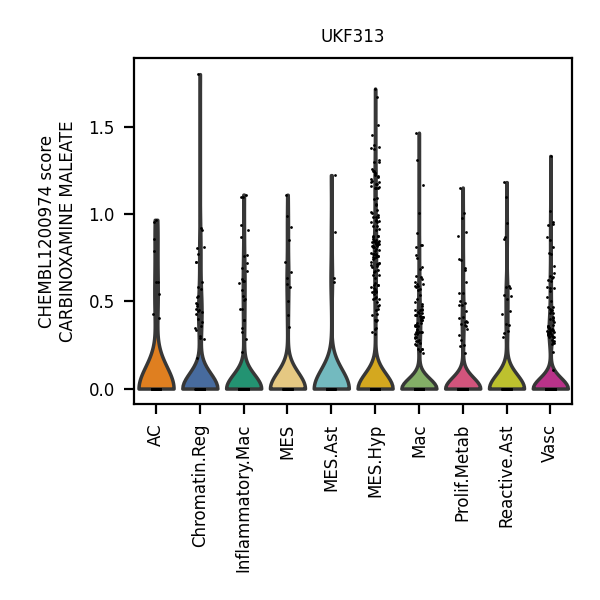 UKF313
CHEMBL1200974 score
CARBINOXAMINE MALEATE
1.5
1.0
0.5
0.0
AC
Chromatin.Reg
Inflammatory.Mac
MES
MES.Ast
MES.Hyp
Mac
Prolif.Metab
Reactive.Ast
Vasc